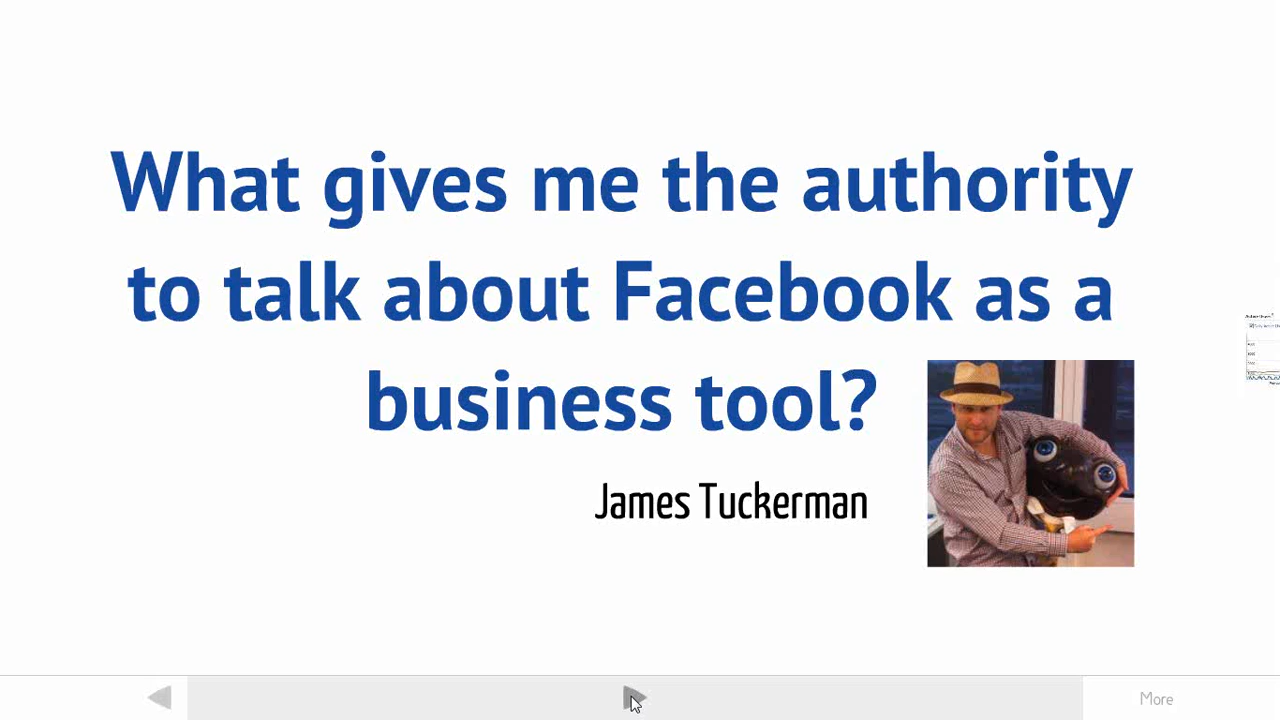 What gives me the authority
to talk about Facebook as a
business tool?
James Tuckerman
More